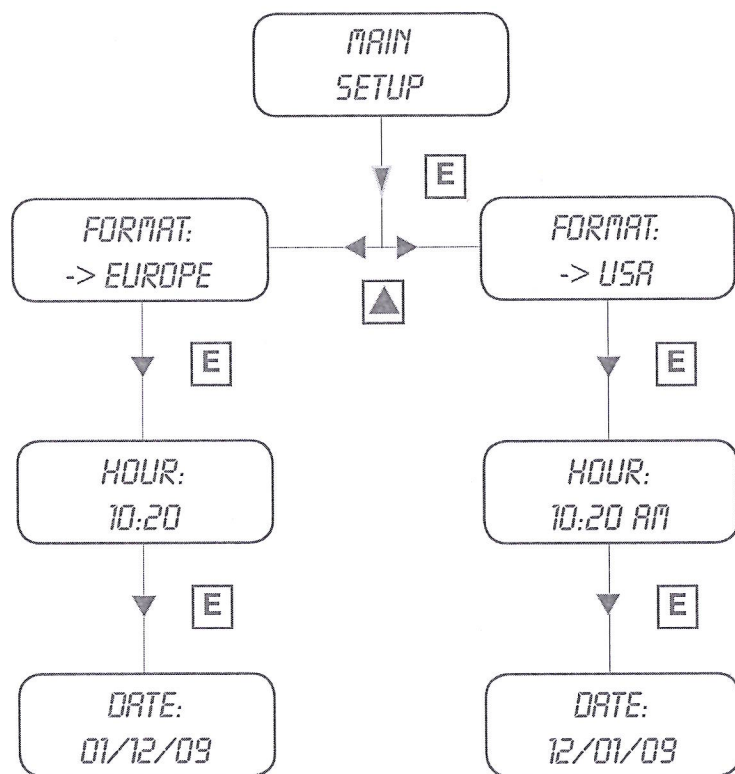 MAIN
SETUP
E
FORMAT:
-> EUROPE
FORMAT:
-> USA
E
E
HOUR:
10:20
HOUR:
10:20 AM
E
E
DATE:
01/12/09
DATE:
12/01/09